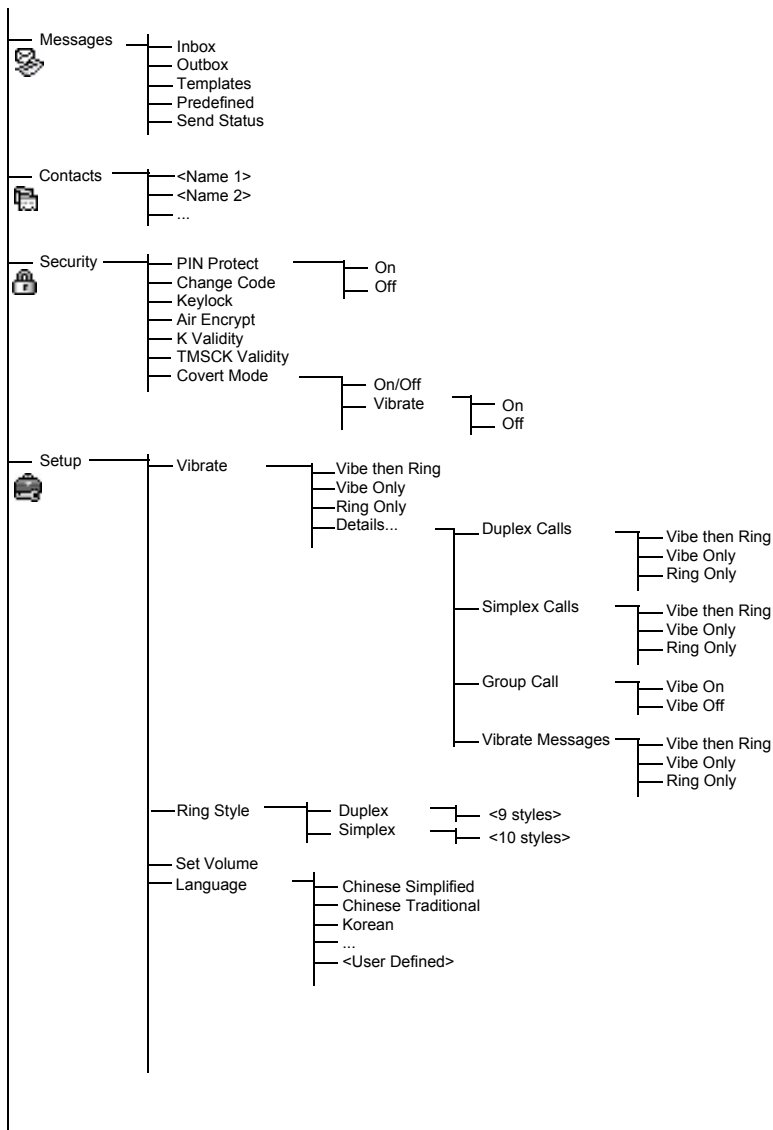 Messages
Inbox
Outbox
Templates
Predefined
Send Status
Contacts
<Name 1>
<Name 2>
...
Security
PIN Protect
On
Off
Change Code
Keylock
Air Encrypt
K Validity
TMSCK Validity
Covert Mode
On/Off
Vibrate
On
Off
Setup
Vibrate
Vibe then Ring
Vibe Only
Ring Only
Details...
Duplex Calls
Vibe then Ring
Vibe Only
Ring Only
Simplex Calls
Vibe then Ring
Vibe Only
Ring Only
Group Call
Vibe On
Vibe Off
Vibrate Messages
Vibe then Ring
Vibe Only
Ring Only
Ring Style
Duplex
<9 styles>
Simplex
<10 styles>
Set Volume
Language
Chinese Simplified
Chinese Traditional
Korean
...
<User Defined>